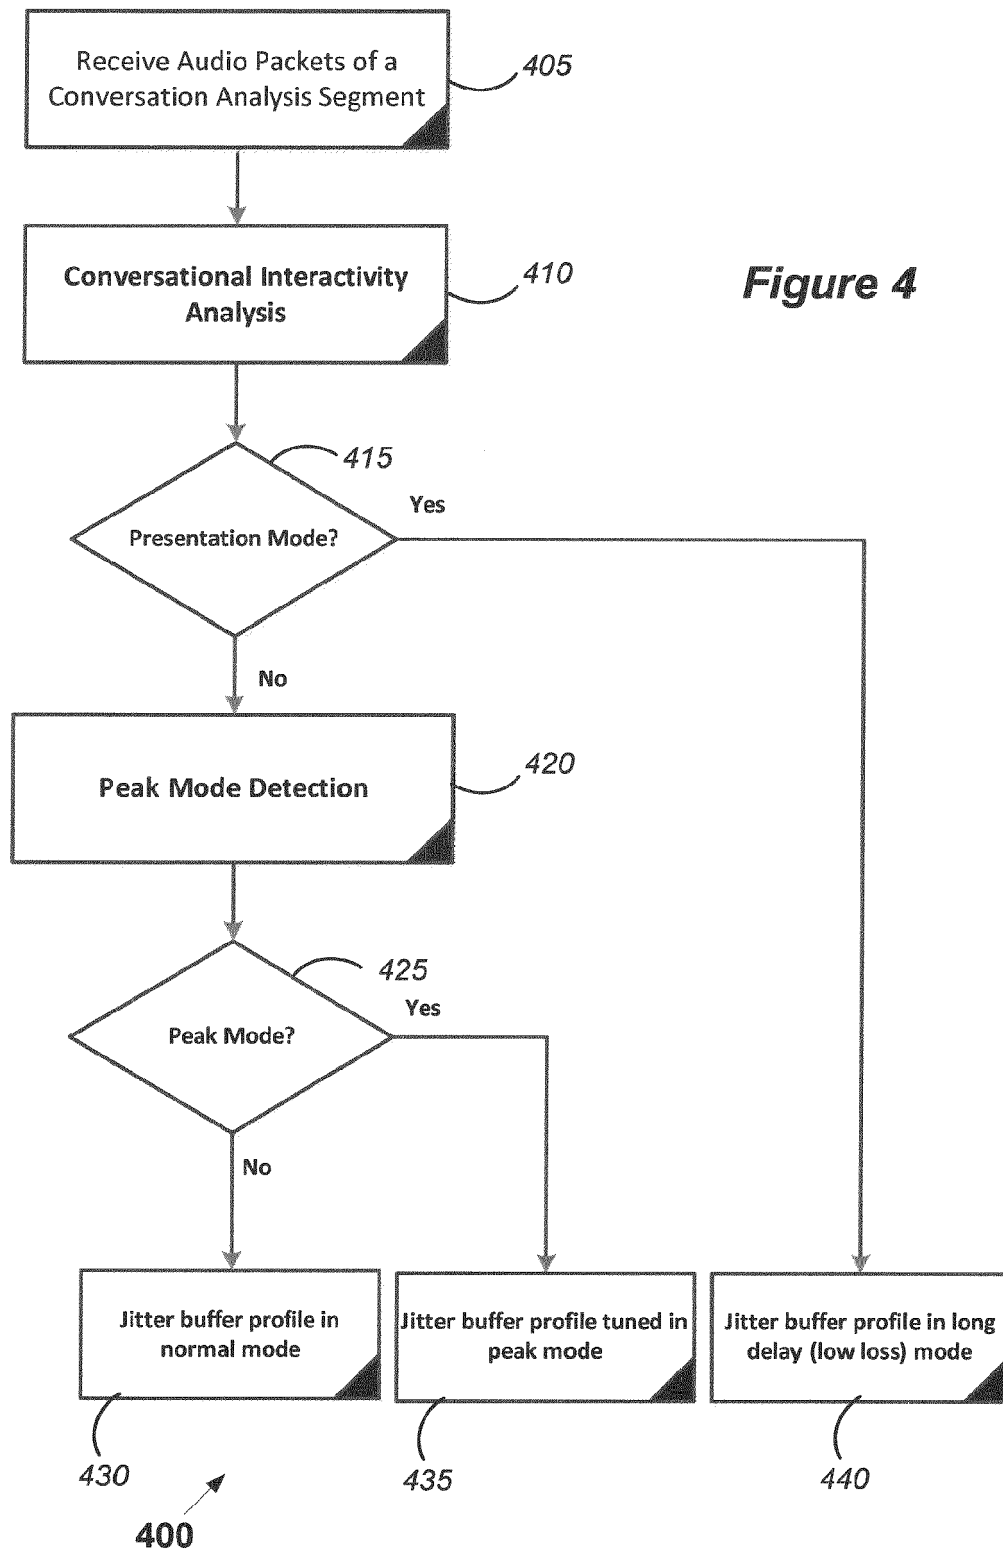 Receive Audio Packets of a
Conversation Analysis Segment
405
Conversational Interactivity
Analysis
410
Figure 4
415
Yes
Presentation Mode?
No
Peak Mode Detection
420
425
Yes
Peak Mode?
No
Jitter buffer profile in
normal mode
Jitter buffer profile tuned in
peak mode
Jitter buffer profile in long
delay (low loss) mode
430
435
440
400